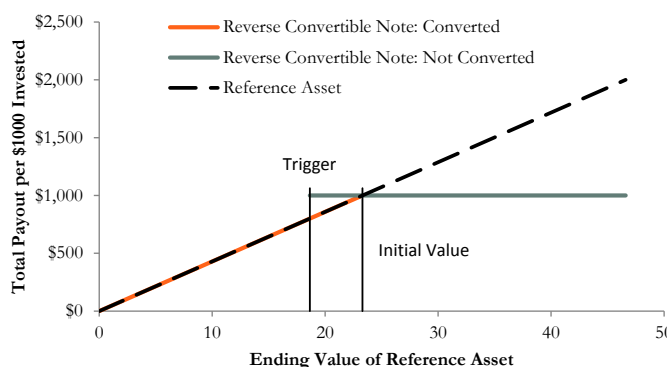 $2,500
Reverse Convertible Note: Converted
Reverse Convertible Note: Not Converted
Reference Asset
$2,000
$1,500
Trigger
$1,000
Initial Value
$500
$0
Total Payout per $1000 Invested
0
10
20
30
40
50
Ending Value of Reference Asset